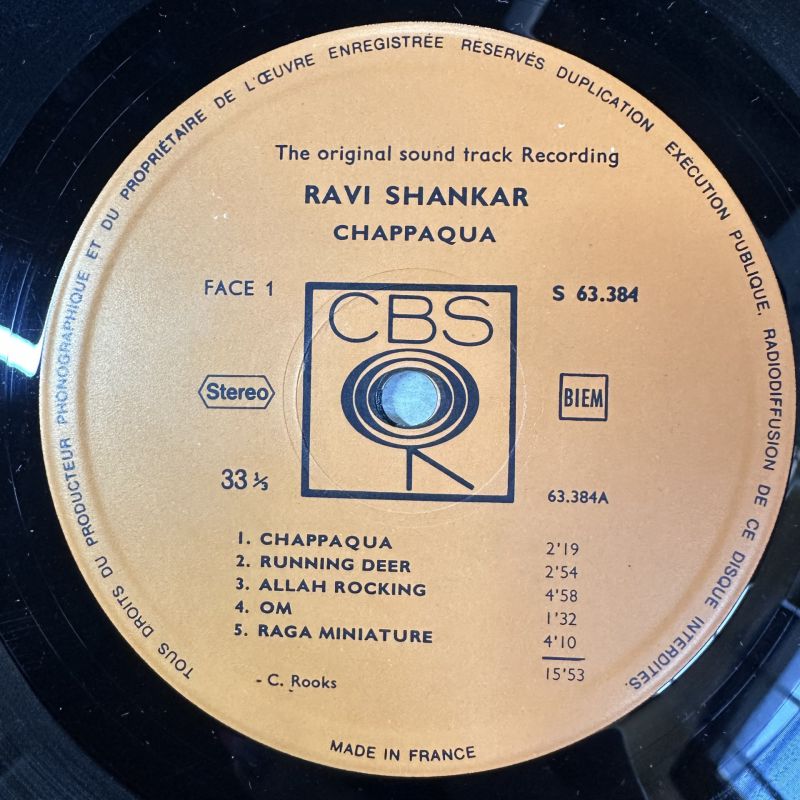 TOUS DROITS DU PRODUCTEUR PHONOGRAPHIQUE ET DU PROPRIÉTAIRE DE L'ŒUVRE ENREGISTRÉE RÉSERVÉS DUPLICATION EXÉCUTION PUBLIQUE, RADIODIFFUSION DE CE DISQUE INTERDITES.
The original sound track Recording
RAVI SHANKAR
CHAPPAQUA
FACE 1
S 63.384
CBS
Stereo
BIEM
33 ⅓
63.384A
1. CHAPPAQUA 2'19
2. RUNNING DEER 2'54
3. ALLAH ROCKING 4'58
4. OM 1'32
5. RAGA MINIATURE 4'10
15'53
- C. Rooks
MADE IN FRANCE